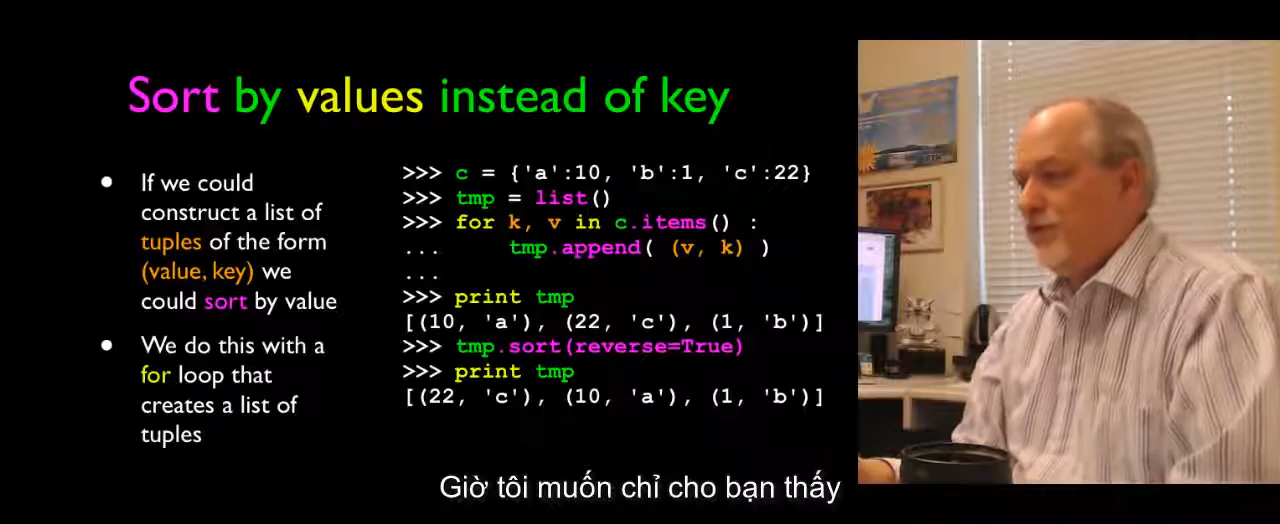 Sort by values instead of key
If we could
construct a list of
tuples of the form
(value, key) we
could sort by value
We do this with a
for loop that
creates a list of
tuples
>>> c = {'a':10, 'b':1, 'c':22}
>>> tmp = list()
>>> for k, v in c.items() :
...     tmp.append( (v, k) )
...
>>> print tmp
[(10, 'a'), (22, 'c'), (1, 'b')]
>>> tmp.sort(reverse=True)
>>> print tmp
[(22, 'c'), (10, 'a'), (1, 'b')]
Giờ tôi muốn chỉ cho bạn thấy